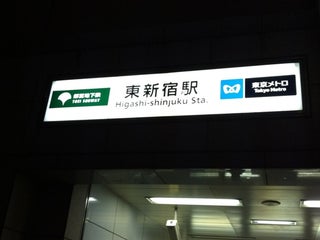 都営地下鉄
TOEI SUBWAY
東新宿駅
Higashi-shinjuku Sta.
東京メトロ
Tokyo Metro